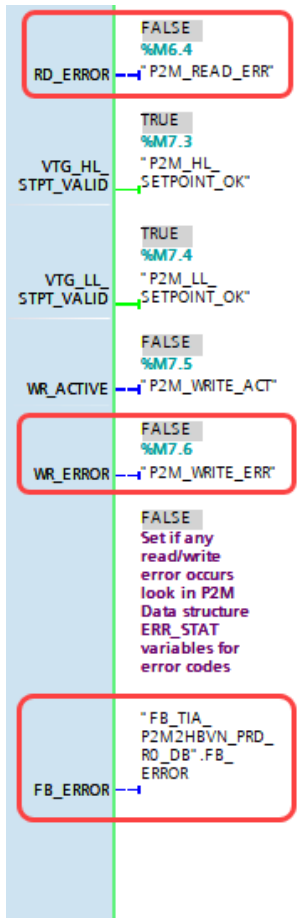 FALSE
%M6.4
RD_ERROR "P2M_READ_ERR"
TRUE
%M7.3
VTG_HL_
STPT_VALID
"P2M_HL_
SETPOINT_OK"
TRUE
%M7.4
VTG_LL_
STPT_VALID
"P2M_LL_
SETPOINT_OK"
FALSE
%M7.5
WR_ACTIVE "P2M_WRITE_ACT"
FALSE
%M7.6
WR_ERROR "P2M_WRITE_ERR"
FALSE
Set if any
read/write
error occurs
look in P2M
Data structure
ERR_STAT
variables for
error codes
"FB_TIA_
P2M2HBVN_PRD_
R0_DB".FB_
ERROR
FB_ERROR